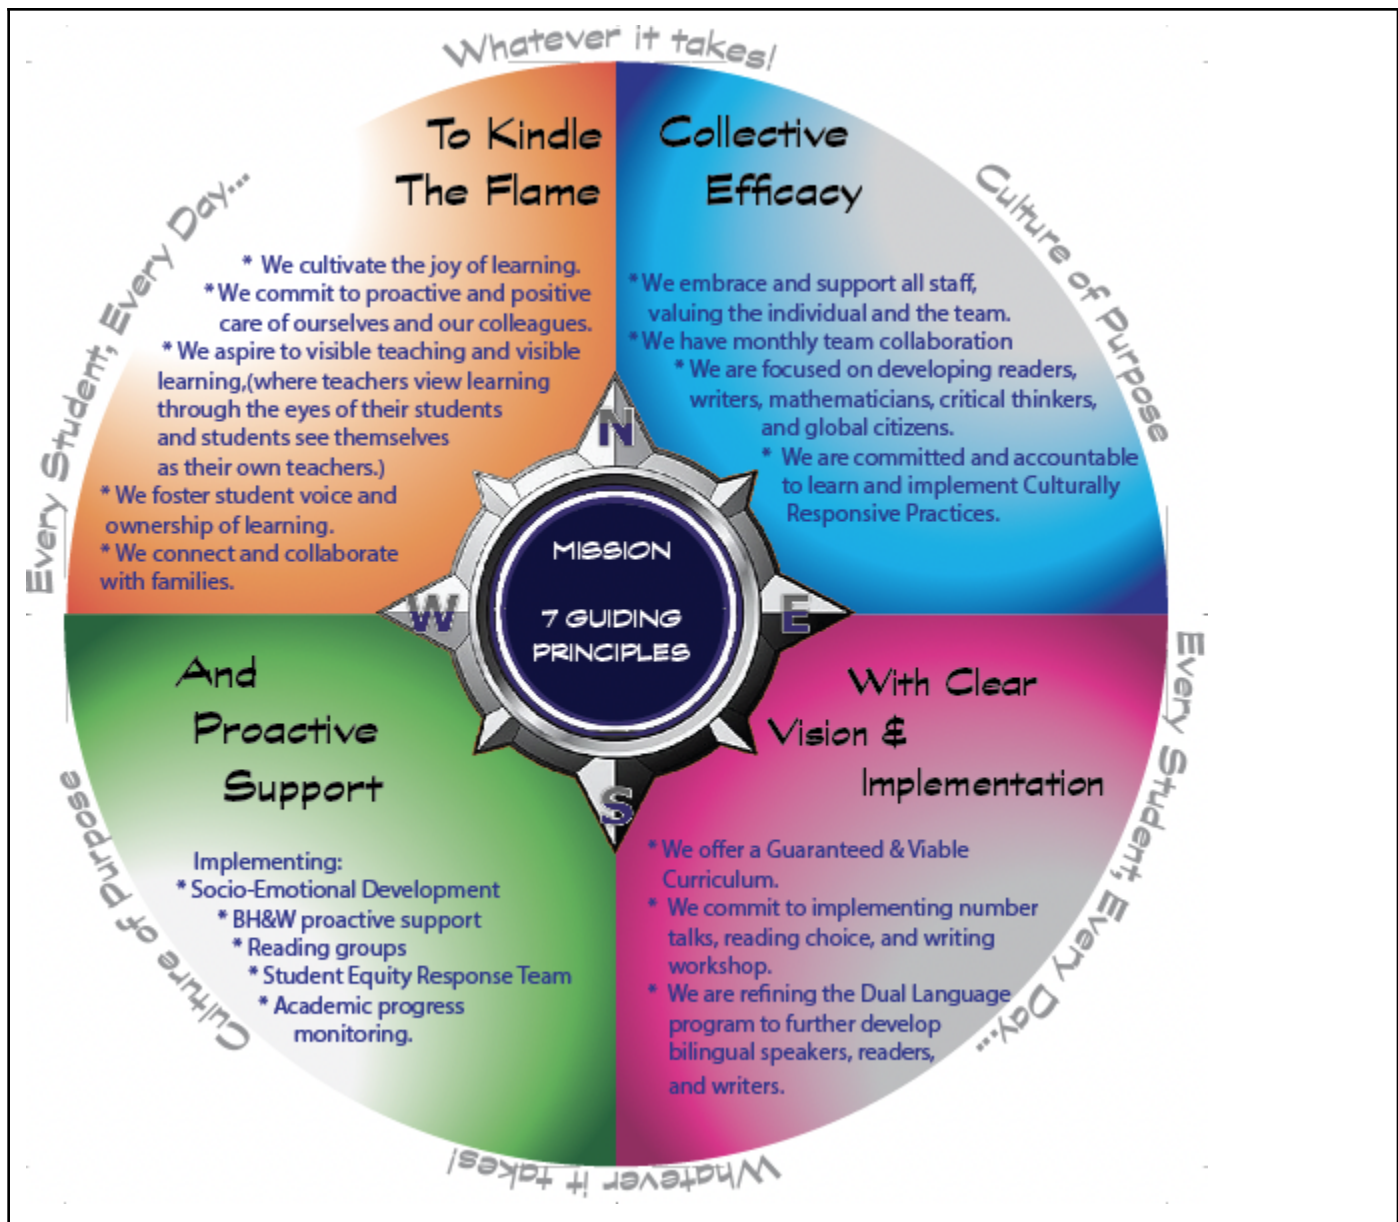 Whatever it takes!
Every Student, Every Day...
Culture of Purpose
To Kindle
The Flame
* We cultivate the joy of learning.
* We commit to proactive and positive
care of ourselves and our colleagues.
* We aspire to visible teaching and visible
learning,(where teachers view learning
through the eyes of their students
and students see themselves
as their own teachers.)
* We foster student voice and
ownership of learning.
* We connect and collaborate
with families.
Collective
Efficacy
* We embrace and support all staff,
valuing the individual and the team.
* We have monthly team collaboration
* We are focused on developing readers,
writers, mathematicians, critical thinkers,
and global citizens.
* We are committed and accountable
to learn and implement Culturally
Responsive Practices.
N
W
E
S
MISSION
7 GUIDING
PRINCIPLES
And
Proactive
Support
Implementing:
* Socio-Emotional Development
* BH&W proactive support
* Reading groups
* Student Equity Response Team
* Academic progress
monitoring.
With Clear
Vision &
Implementation
* We offer a Guaranteed & Viable
Curriculum.
* We commit to implementing number
talks, reading choice, and writing
workshop.
* We are refining the Dual Language
program to further develop
bilingual speakers, readers,
and writers.
Culture of Purpose
Every Student, Every Day...
Whatever it takes!